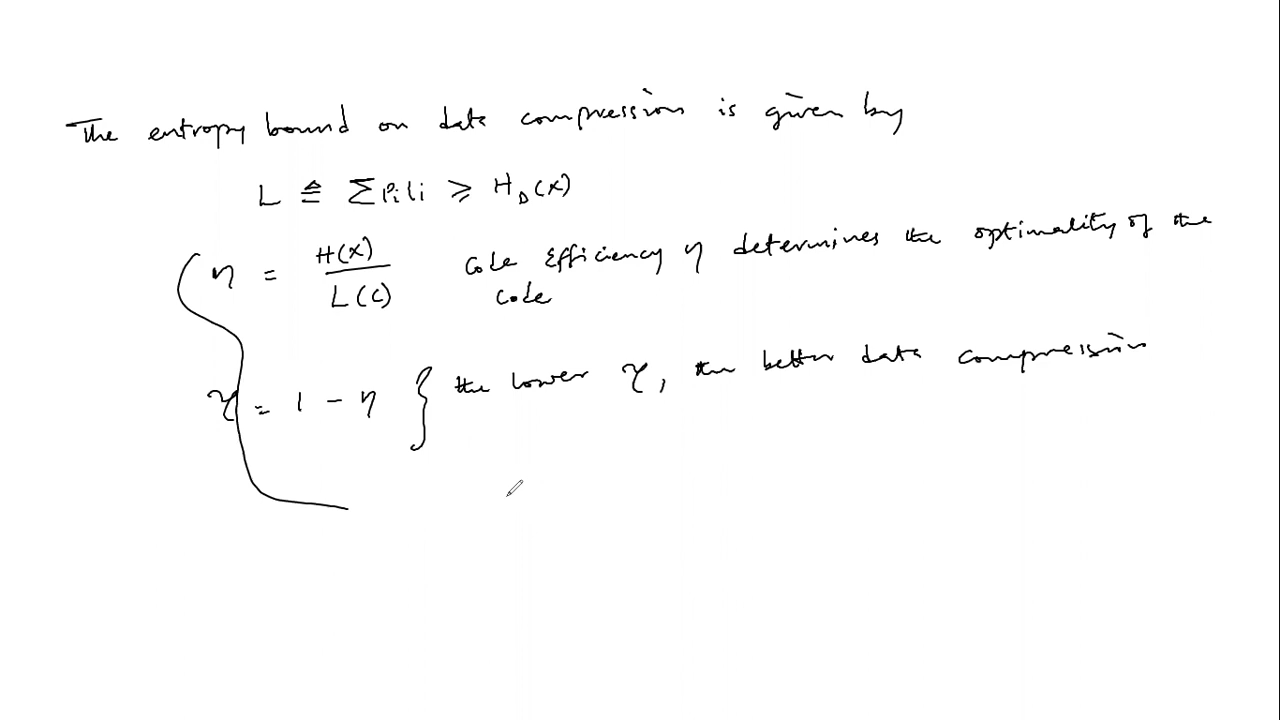 The entropy bound on data compression is given by
L ≜ ∑ Pili ⩾ H_D(X)
η = H(X) / L(C) Code Efficiency η determines the optimality of the
code
γ = 1 - η } the lower γ, the better data compression